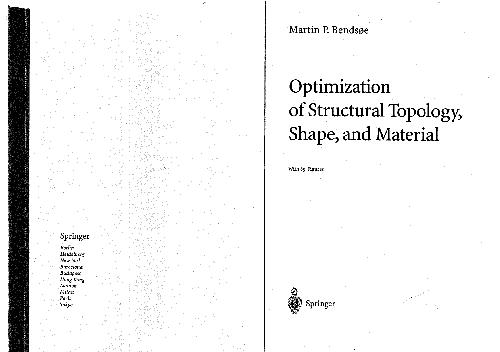 Springer
Berlin
Heidelberg
New York
Barcelona
Budapest
Hong Kong
London
Milan
Paris
Tokyo
Martin P. Bendsøe
Optimization
of Structural Topology,
Shape, and Material
With 85 Figures
Springer